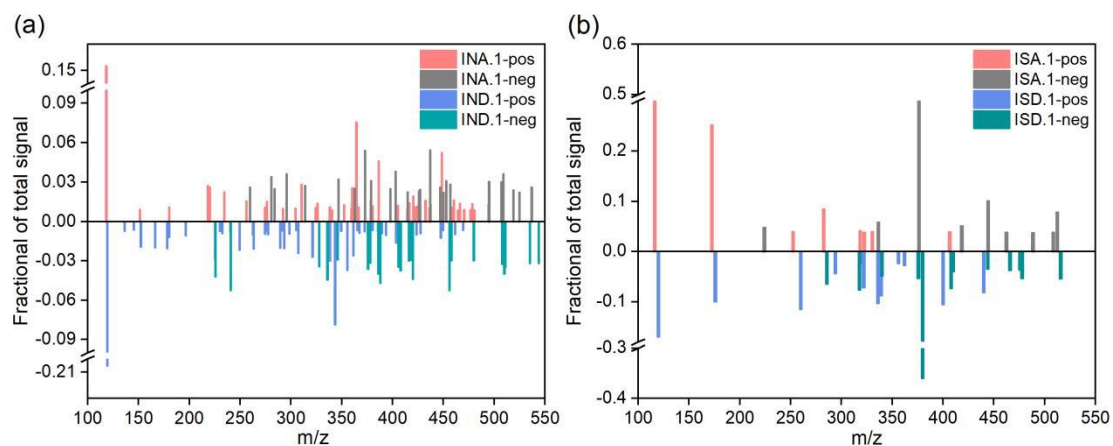 (a)
Fractional of total signal
0.15
0.09
0.06
0.03
0.00
-0.03
-0.06
-0.09
-0.21
INA.1-pos
INA.1-neg
IND.1-pos
IND.1-neg
100 150 200 250 300 350 400 450 500 550
m/z
(b)
Fractional of total signal
0.6
0.5
0.2
0.1
0.0
-0.1
-0.3
-0.4
ISA.1-pos
ISA.1-neg
ISD.1-pos
ISD.1-neg
100 150 200 250 300 350 400 450 500 550
m/z